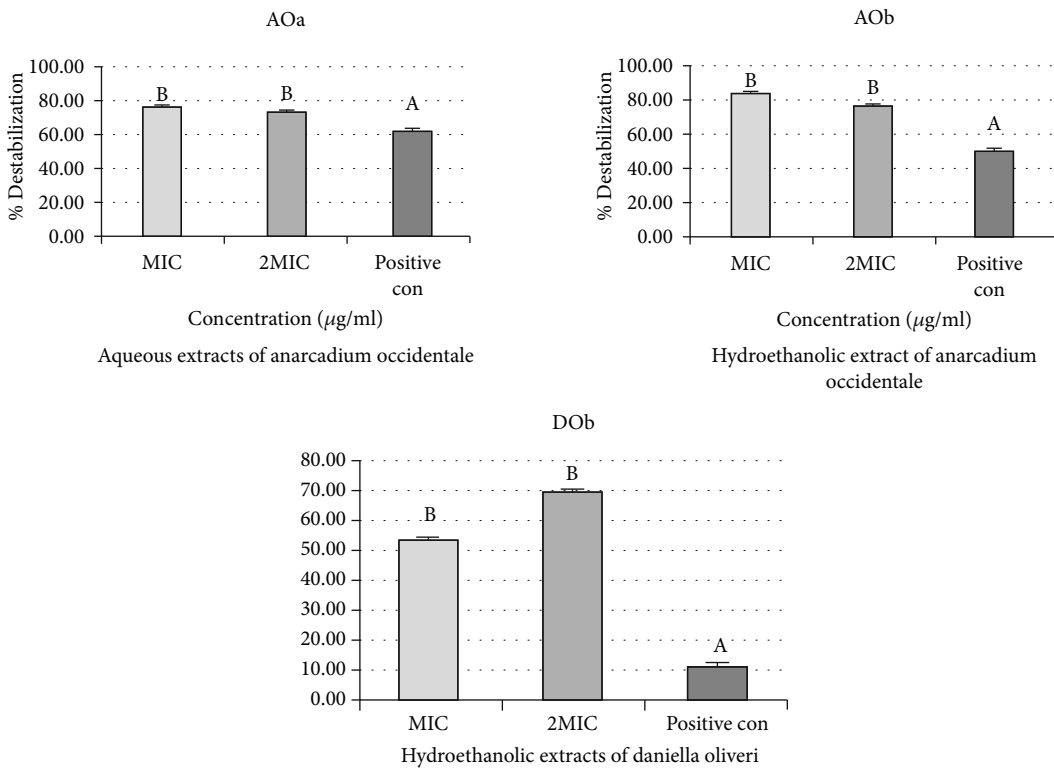 AOa
100.00
80.00
60.00
40.00
20.00
0.00
% Destabilization
B
B
A
MIC
2MIC
Positive
con
Concentration (µg/ml)
Aqueous extracts of anarcadium occidentale
AOb
100.00
80.00
60.00
40.00
20.00
0.00
% Destabilization
B
B
A
MIC
2MIC
Positive
con
Concentration (µg/ml)
Hydroethanolic extract of anarcadium
occidentale
DOb
80.00
70.00
60.00
50.00
40.00
30.00
20.00
10.00
0.00
B
B
A
MIC
2MIC
Positive con
Hydroethanolic extracts of daniella oliveri